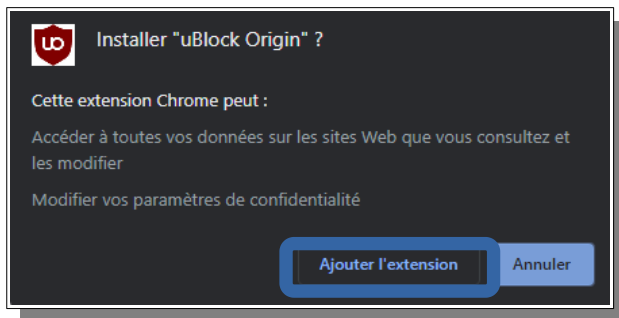 uo
Installer "uBlock Origin" ?
Cette extension Chrome peut :
Accéder à toutes vos données sur les sites Web que vous consultez et
les modifier
Modifier vos paramètres de confidentialité
Ajouter l'extension Annuler